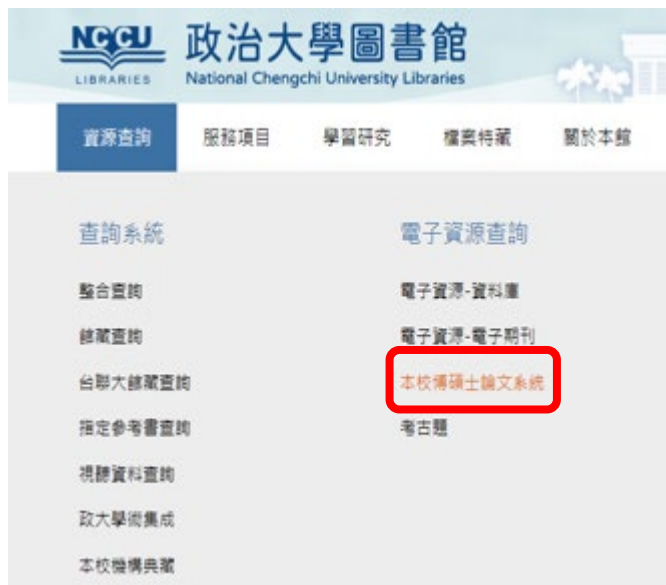 NCCU
LIBRARIES
政治大學圖書館
National Chengchi University Libraries
資源查詢 服務項目 學習研究 檔案特藏 關於本館
查詢系統
整合查詢
館藏查詢
台聯大館藏查詢
指定參考書查詢
視聽資料查詢
政大學術集成
本校機構典藏
電子資源查詢
電子資源-資料庫
電子資源-電子期刊
本校博碩士論文系統
考古題